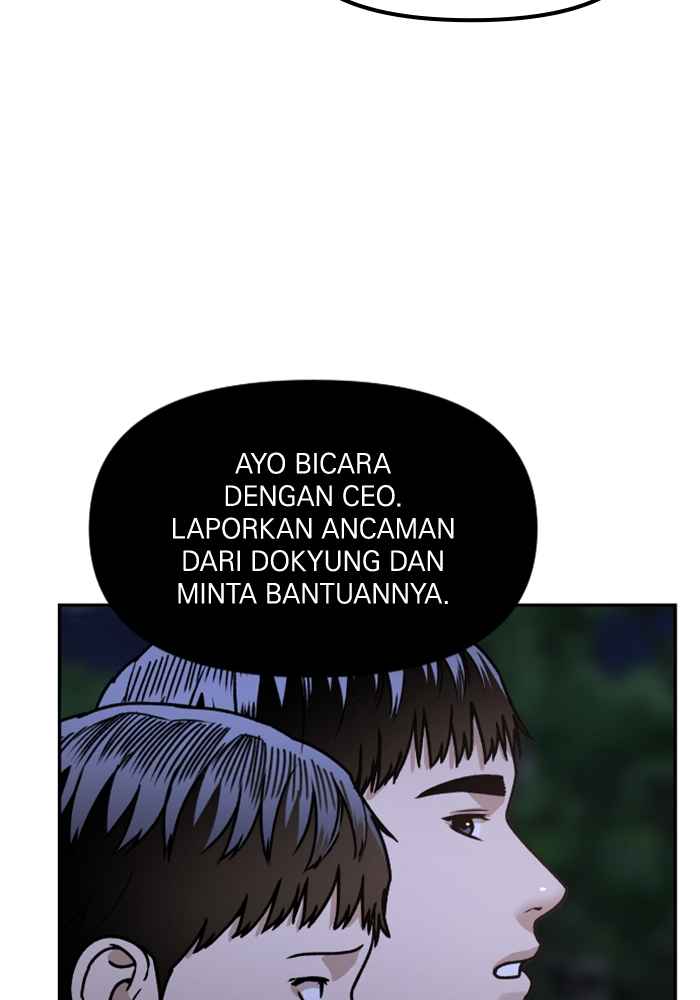 AYO BICARA
DENGAN CEO.
LAPORKAN ANCAMAN
DARI DOKYUNG DAN
MINTA BANTUANNYA.